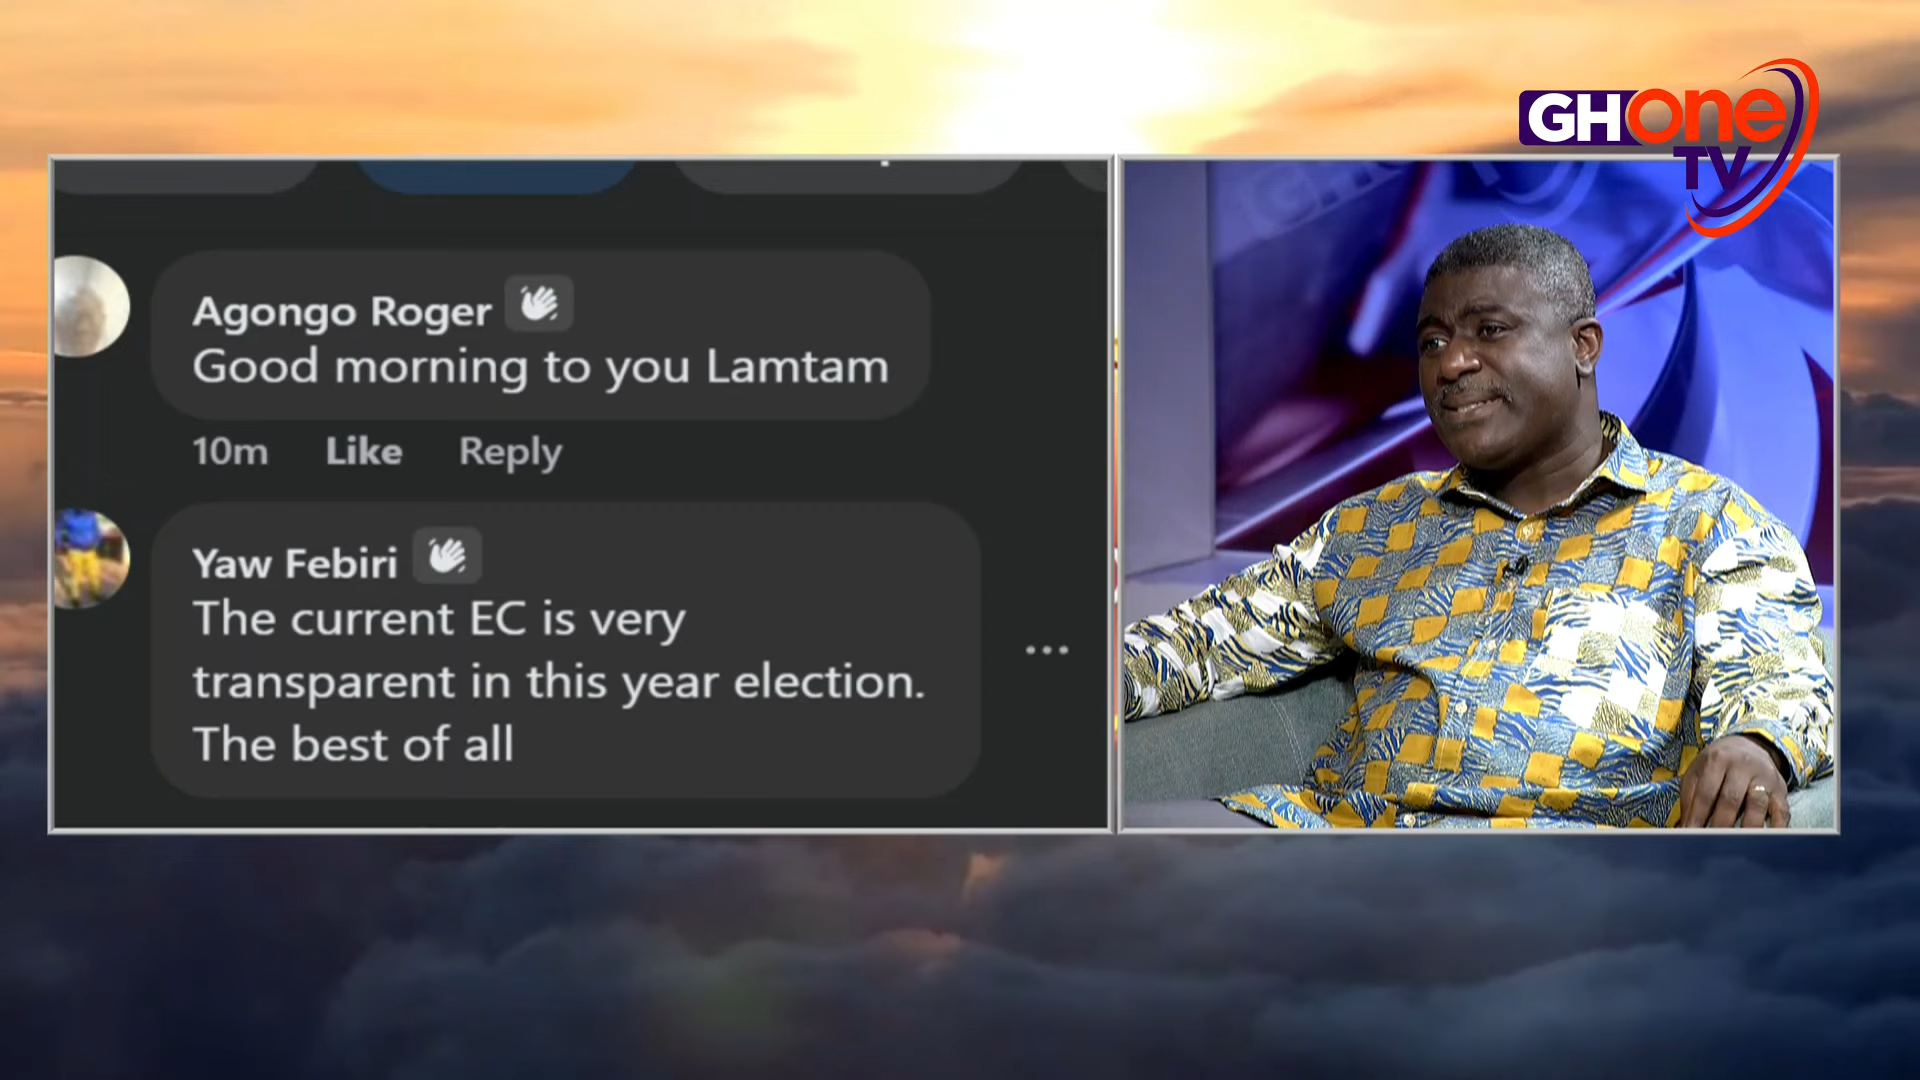 GHOne
TV
Agongo Roger
Good morning to you Lamtam
10m Like Reply
Yaw Febiri
The current EC is very
transparent in this year election.
The best of all